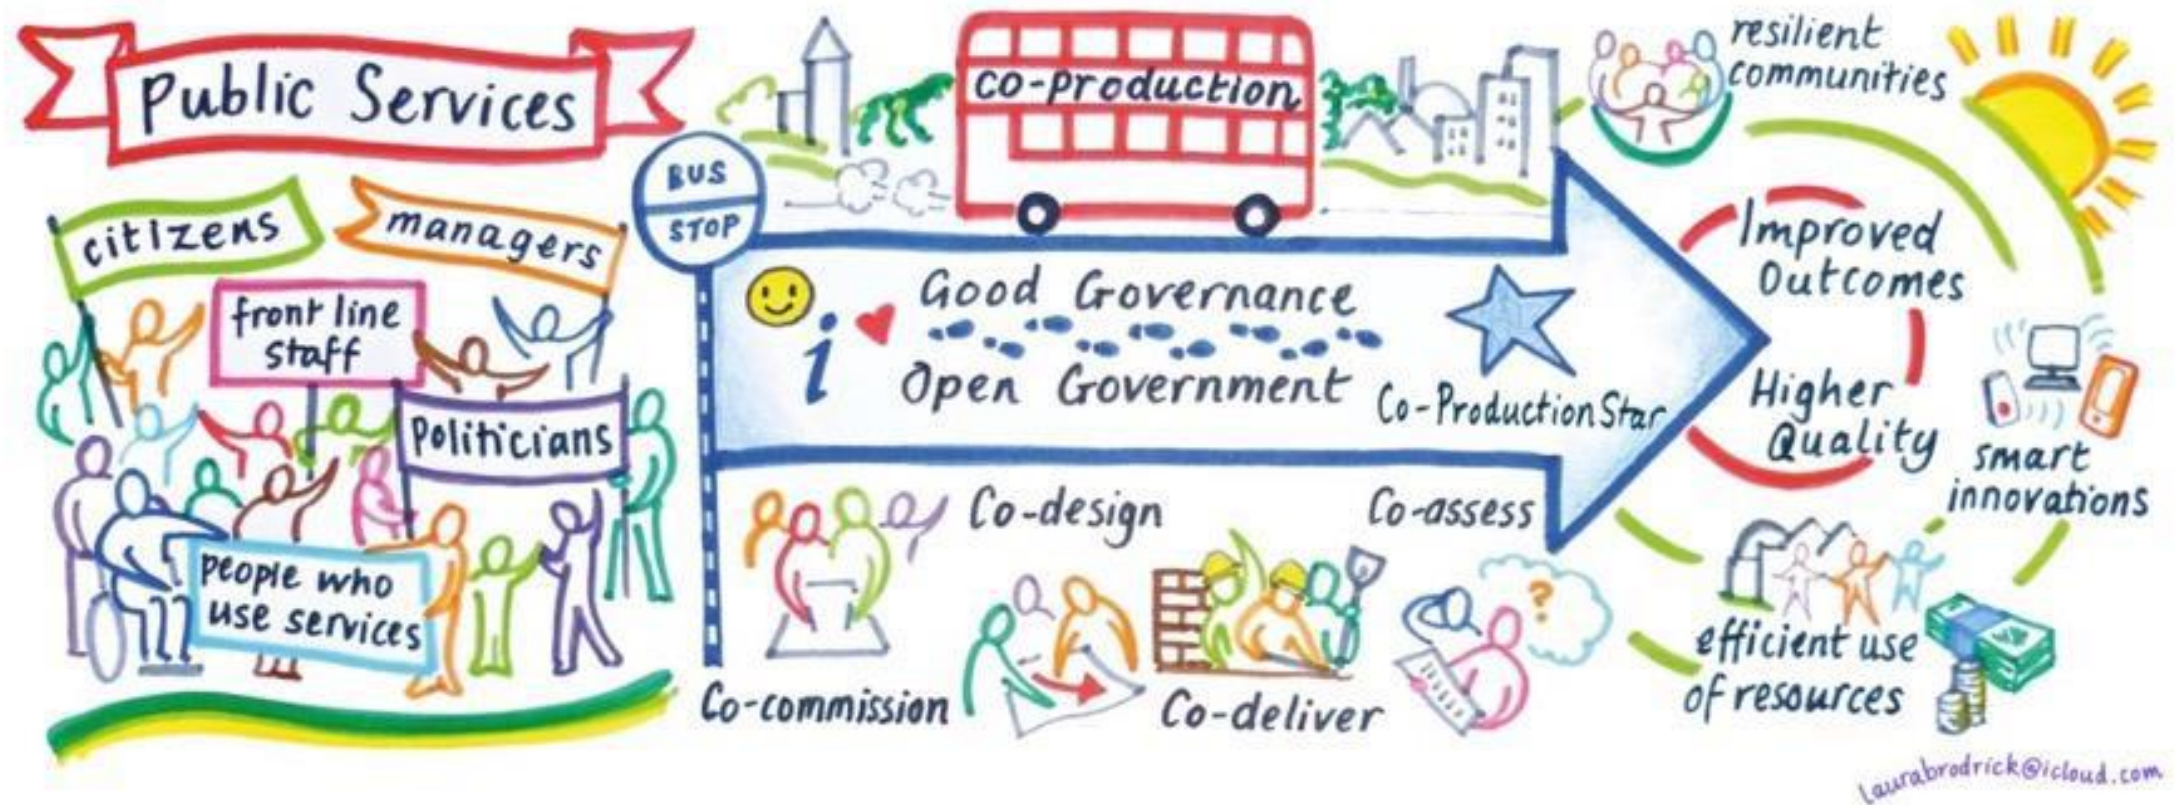 Public Services
citizens
managers
front line
staff
politicians
people who
use services
BUS
STOP
co-production
i
Good Governance
Open Government
Co-Production Star
Co-commission
Co-design
Co-deliver
Co-assess
?
resilient
communities
Improved
Outcomes
Higher
Quality
smart
innovations
efficient use
of resources
laurabrodrick@icloud.com